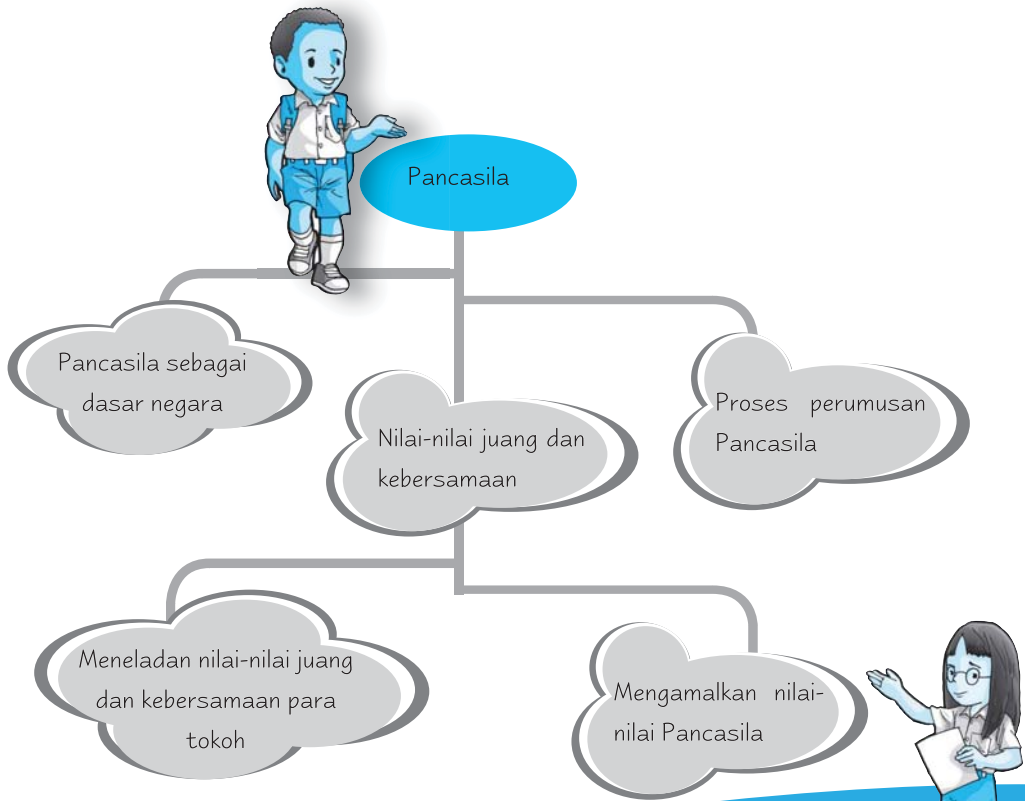 Pancasila
Pancasila sebagai
dasar negara
Nilai-nilai juang dan
kebersamaan
Proses perumusan
Pancasila
Meneladan nilai-nilai juang
dan kebersamaan para
tokoh
Mengamalkan nilai-
nilai Pancasila